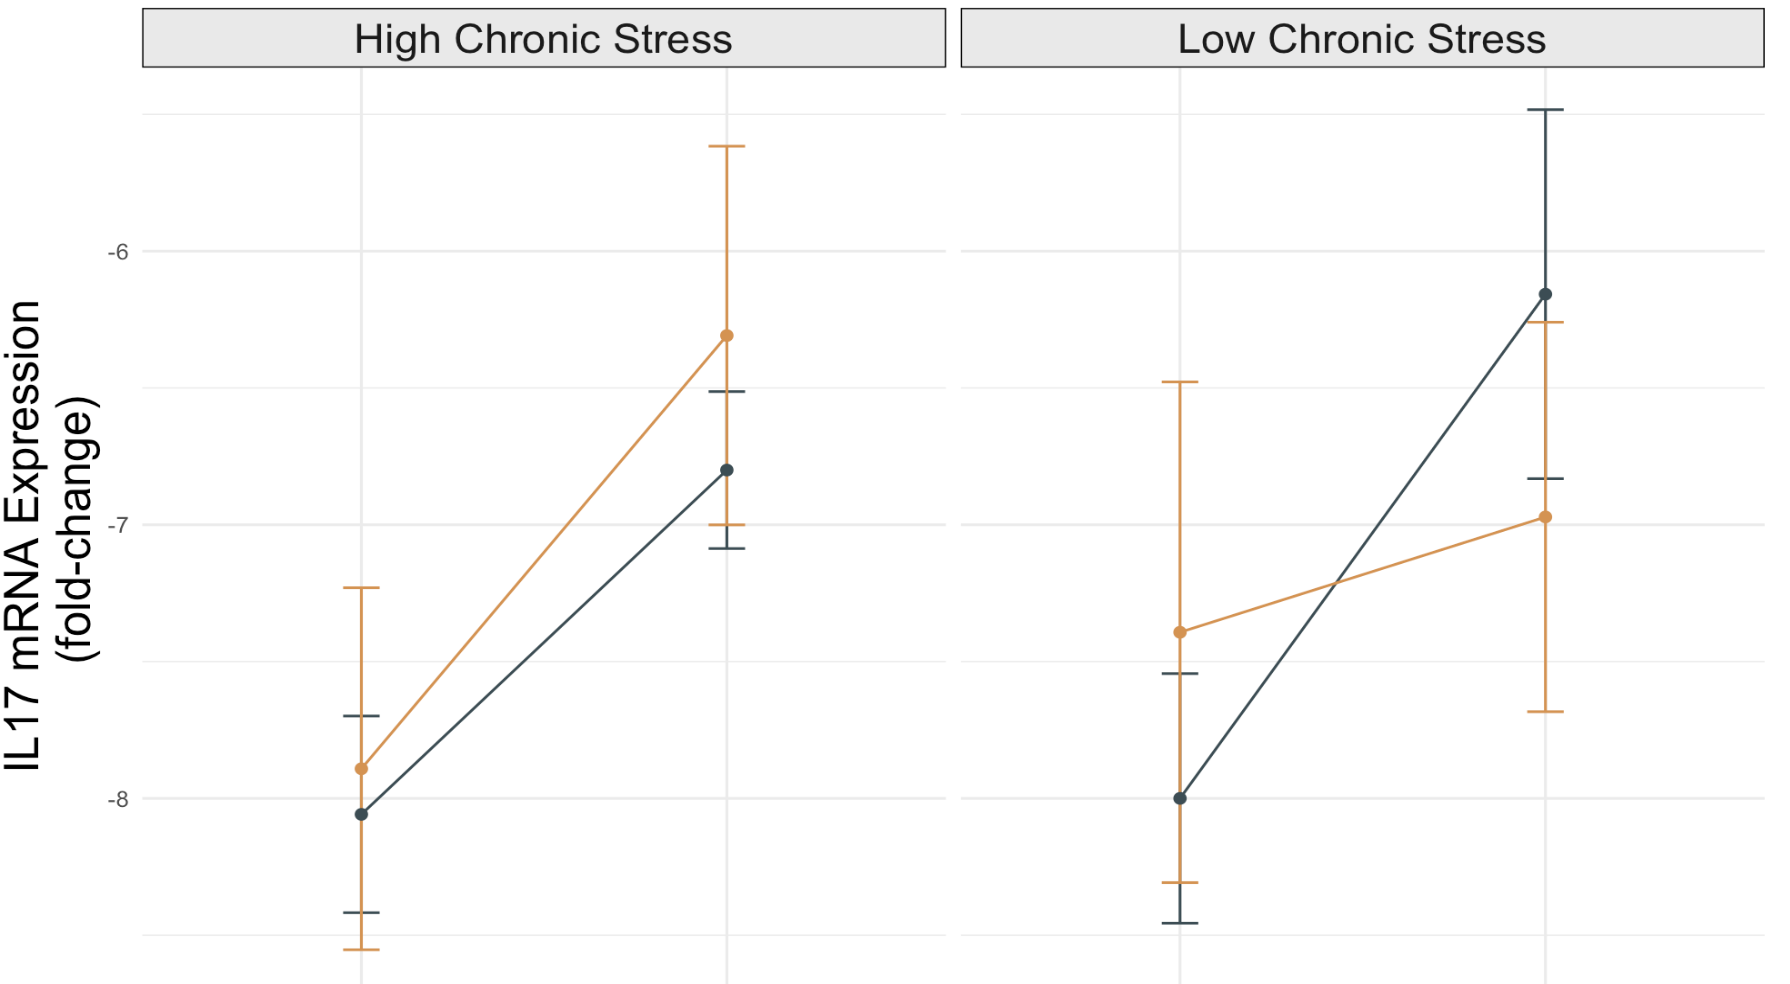 High Chronic Stress
Low Chronic Stress
IL17 mRNA Expression
(fold-change)
-6
-7
-8